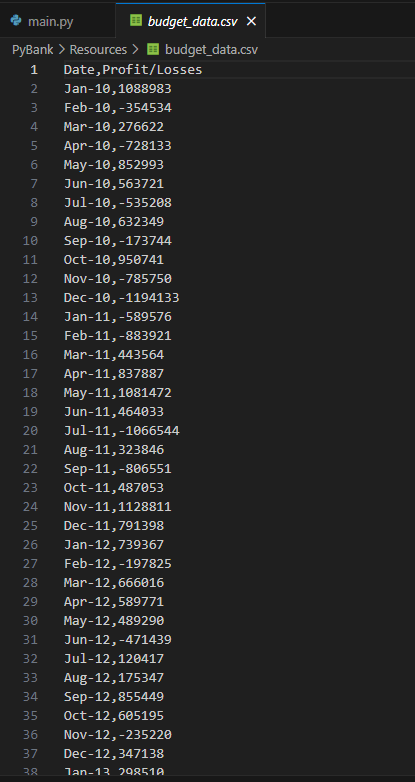 main.py budget_data.csv
PyBank > Resources > budget_data.csv
1 Date,Profit/Losses
2 Jan-10,1088983
3 Feb-10,-354534
4 Mar-10,276622
5 Apr-10,-728133
6 May-10,852993
7 Jun-10,563721
8 Jul-10,-535208
9 Aug-10,632349
10 Sep-10,-173744
11 Oct-10,950741
12 Nov-10,-785750
13 Dec-10,-1194133
14 Jan-11,-589576
15 Feb-11,-883921
16 Mar-11,443564
17 Apr-11,837887
18 May-11,1081472
19 Jun-11,464033
20 Jul-11,-1066544
21 Aug-11,323846
22 Sep-11,-806551
23 Oct-11,487053
24 Nov-11,1128811
25 Dec-11,791398
26 Jan-12,739367
27 Feb-12,-197825
28 Mar-12,666016
29 Apr-12,589771
30 May-12,489290
31 Jun-12,-471439
32 Jul-12,120417
33 Aug-12,175347
34 Sep-12,855449
35 Oct-12,605195
36 Nov-12,-235220
37 Dec-12,347138
38 Jan-13,298510